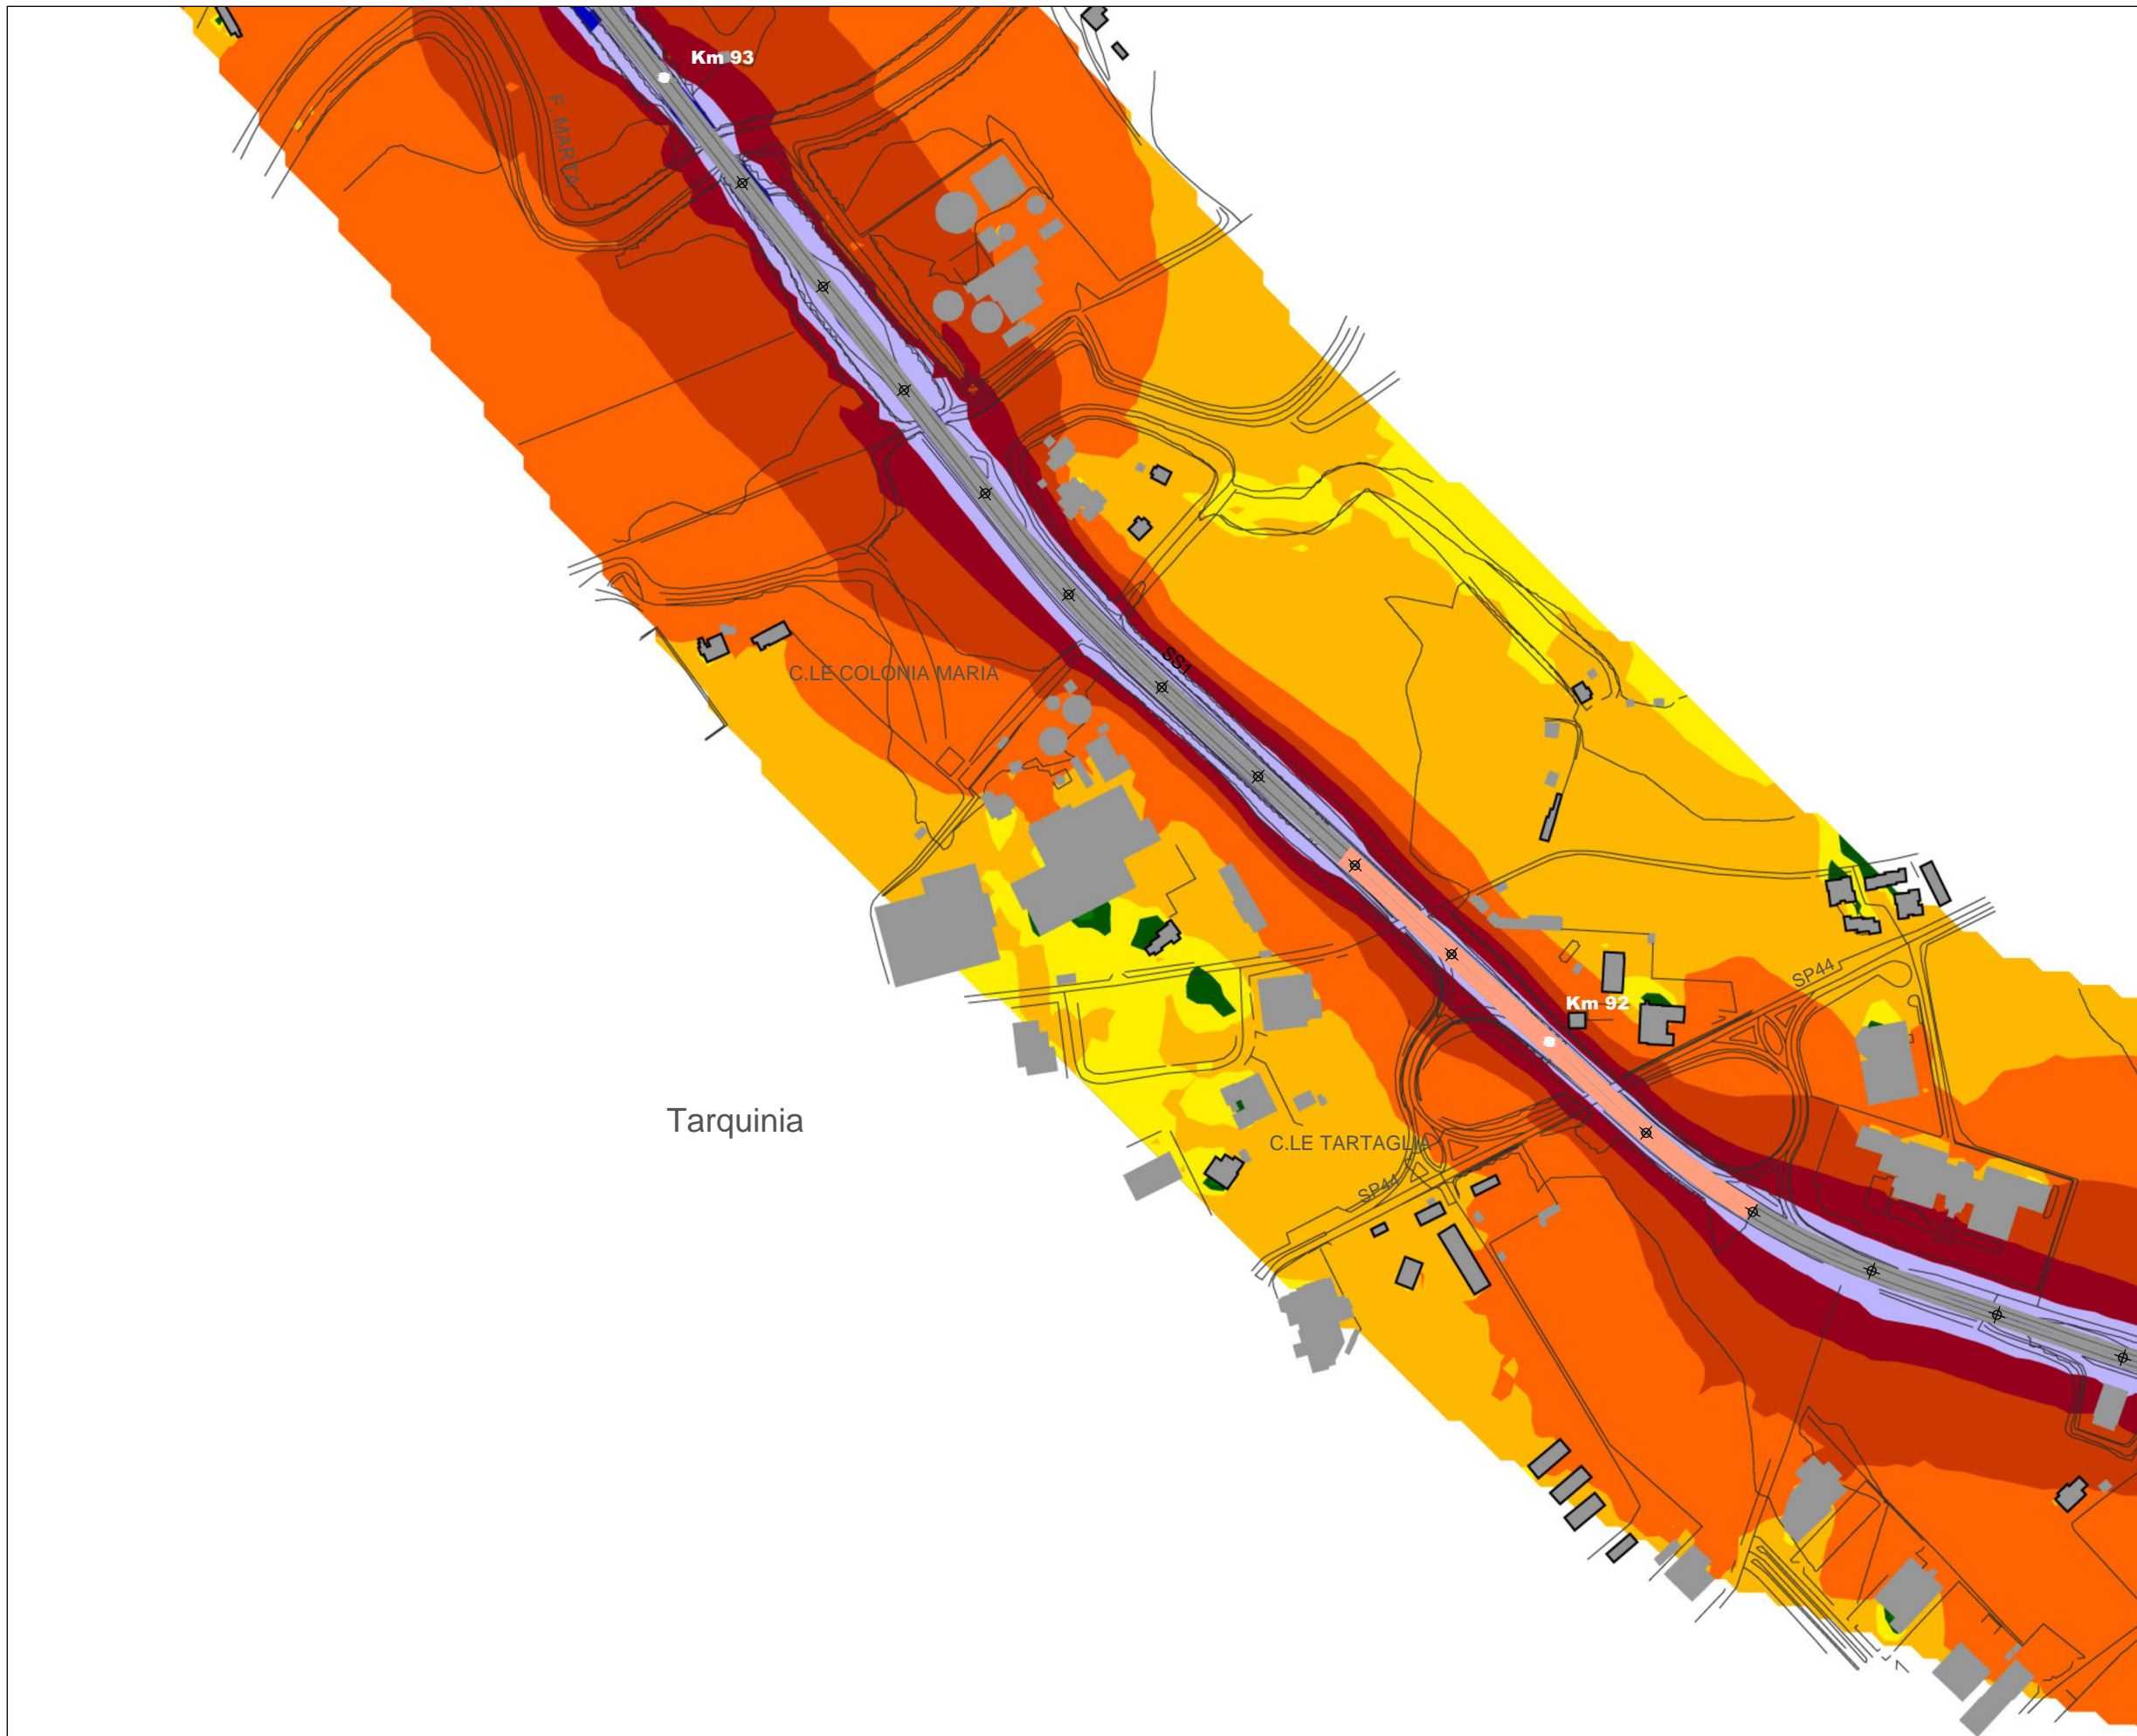 Km 93
F. MARTA
SS1
C.LE COLONIA MARIA
SP44
Km 92
Tarquinia
C.LE TARTAGLIA
SP44